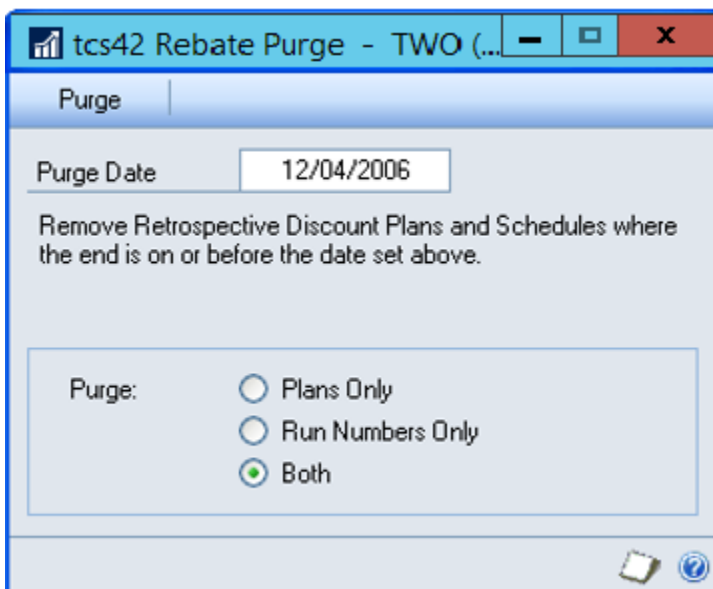 tcs42 Rebate Purge - TWO (...
Purge
Purge Date 12/04/2006
Remove Retrospective Discount Plans and Schedules where
the end is on or before the date set above.
Purge: Plans Only
Run Numbers Only
Both